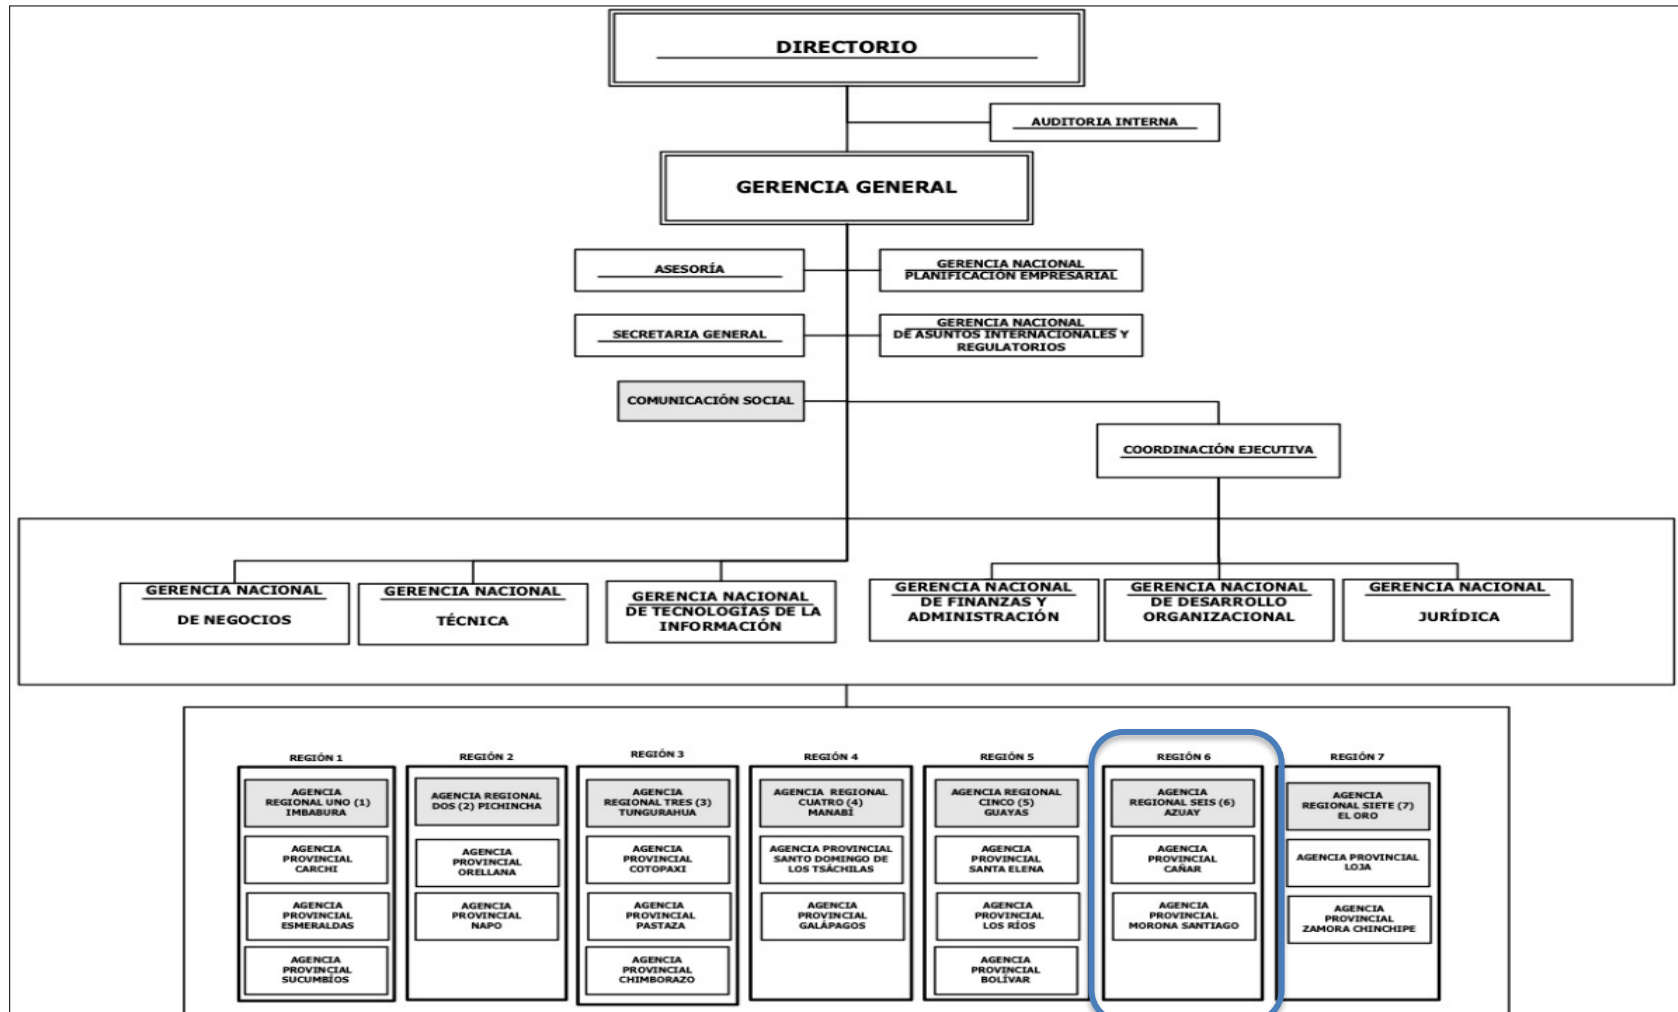 DIRECTORIO
AUDITORIA INTERNA
GERENCIA GENERAL
ASESORÍA
GERENCIA NACIONAL
PLANIFICACIÓN EMPRESARIAL
SECRETARIA GENERAL
GERENCIA NACIONAL
DE ASUNTOS INTERNACIONALES Y
REGULATORIOS
COMUNICACIÓN SOCIAL
COORDINACIÓN EJECUTIVA
GERENCIA NACIONAL
DE NEGOCIOS
GERENCIA NACIONAL
TÉCNICA
GERENCIA NACIONAL
DE TECNOLOGÍAS DE LA
INFORMACIÓN
GERENCIA NACIONAL
DE FINANZAS Y
ADMINISTRACIÓN
GERENCIA NACIONAL
DE DESARROLLO
ORGANIZACIONAL
GERENCIA NACIONAL
JURÍDICA
REGIÓN 1
AGENCIA
REGIONAL UNO (1)
IMBABURA
AGENCIA
PROVINCIAL
CARCHI
AGENCIA
PROVINCIAL
ESMERALDAS
AGENCIA
PROVINCIAL
SUCUMBÍOS
REGIÓN 2
AGENCIA REGIONAL
DOS (2) PICHINCHA
AGENCIA
PROVINCIAL
ORELLANA
AGENCIA
PROVINCIAL
NAPO
REGIÓN 3
AGENCIA
REGIONAL TRES (3)
TUNGURAHUA
AGENCIA
PROVINCIAL
COTOPAXI
AGENCIA
PROVINCIAL
PASTAZA
AGENCIA
PROVINCIAL
CHIMBORAZO
REGIÓN 4
AGENCIA REGIONAL
CUATRO (4)
MANABÍ
AGENCIA PROVINCIAL
SANTO DOMINGO DE
LOS TSÁCHILAS
AGENCIA
PROVINCIAL
GALÁPAGOS
REGIÓN 5
AGENCIA REGIONAL
CINCO (5)
GUAYAS
AGENCIA
PROVINCIAL
SANTA ELENA
AGENCIA
PROVINCIAL
LOS RÍOS
AGENCIA
PROVINCIAL
BOLÍVAR
REGIÓN 6
AGENCIA
REGIONAL SEIS (6)
AZUAY
AGENCIA
PROVINCIAL
CAÑAR
AGENCIA
PROVINCIAL
MORONA SANTIAGO
REGIÓN 7
AGENCIA
REGIONAL SIETE (7)
EL ORO
AGENCIA PROVINCIAL
LOJA
AGENCIA
PROVINCIAL
ZAMORA CHINCHIPE